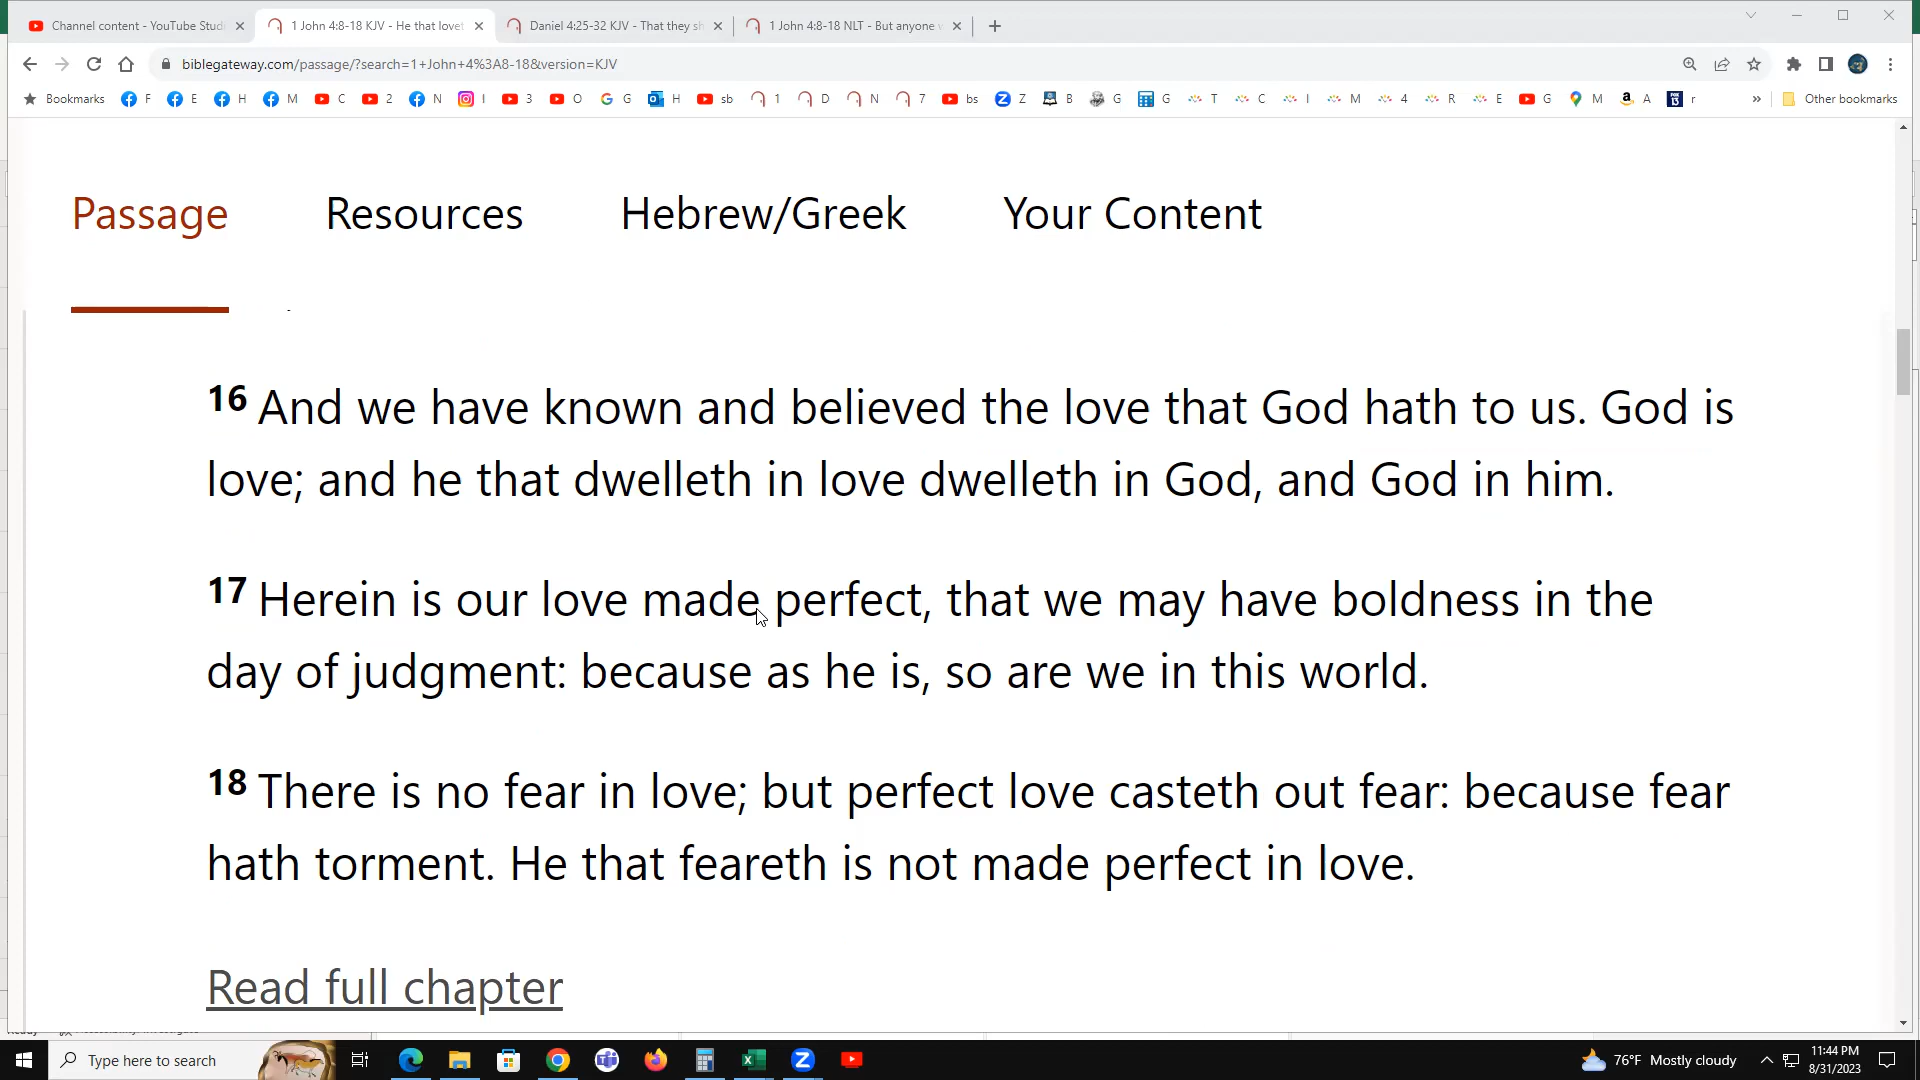 Channel content - YouTube Studi
1 John 4:8-18 KJV - He that lovet
Daniel 4:25-32 KJV - That they sh
1 John 4:8-18 NLT - But anyone w
biblegateway.com/passage/?search=1+John+4%3A8-18&version=KJV
Bookmarks F E H M C 2 N I 3 O G H sb 1 D N 7 bs Z B G G T C I M 4 R E G M A r » Other bookmarks
Passage Resources Hebrew/Greek Your Content
16 And we have known and believed the love that God hath to us. God is
love; and he that dwelleth in love dwelleth in God, and God in him.
17 Herein is our love made perfect, that we may have boldness in the
day of judgment: because as he is, so are we in this world.
18 There is no fear in love; but perfect love casteth out fear: because fear
hath torment. He that feareth is not made perfect in love.
Read full chapter
Type here to search
76°F Mostly cloudy
11:44 PM
8/31/2023